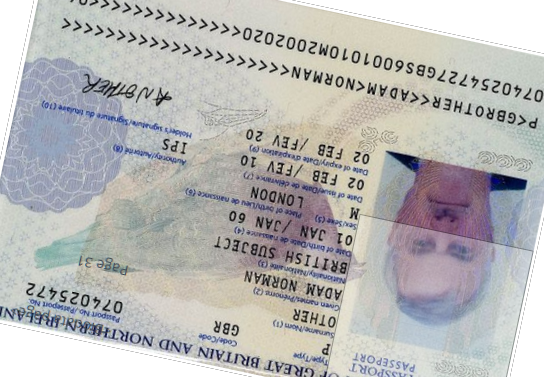 OF GREAT BRITAIN AND NORTHERN
PASSPORT
PASSEPORT
Type/Type
P
Code/Code
GBR
Passport No./Passeport No.
074025472
Surname/Nom (1)
OTHER
Given names/Prénoms (2)
ADAM NORMAN
Page 31
Nationality/Nationalité (3)
BRITISH SUBJECT
Date of birth/Date de naissance (4)
01 JAN /JAN 60
Sex/Sexe (5) Place of birth/Lieu de naissance (6)
M LONDON
Date of issue/Date de délivrance (7)
02 FEB /FEV 10
Authority/Autorité (8)
IPS
Date of expiry/Date d'expiration (9)
02 FEB /FEV 20
Holder's signature/Signature du titulaire (10)
P<GBROTHER<<ADAM<NORMAN<<<<<<<<<<<<<
0740254727GBS6001010M2002020<<<<<<<<<